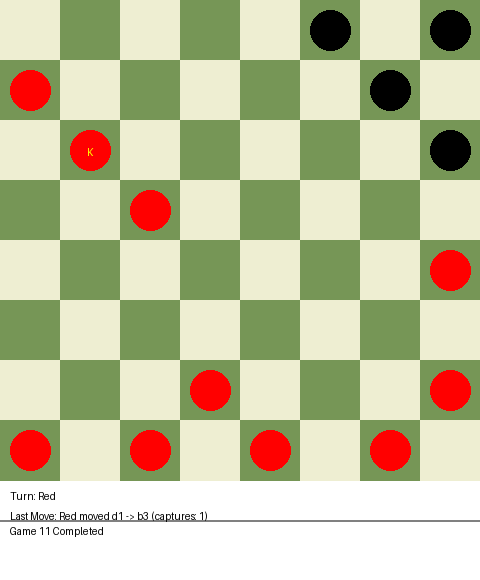 K
Turn: Red
Last Move: Red moved d1 -> b3 (captures: 1)
Game 11 Completed